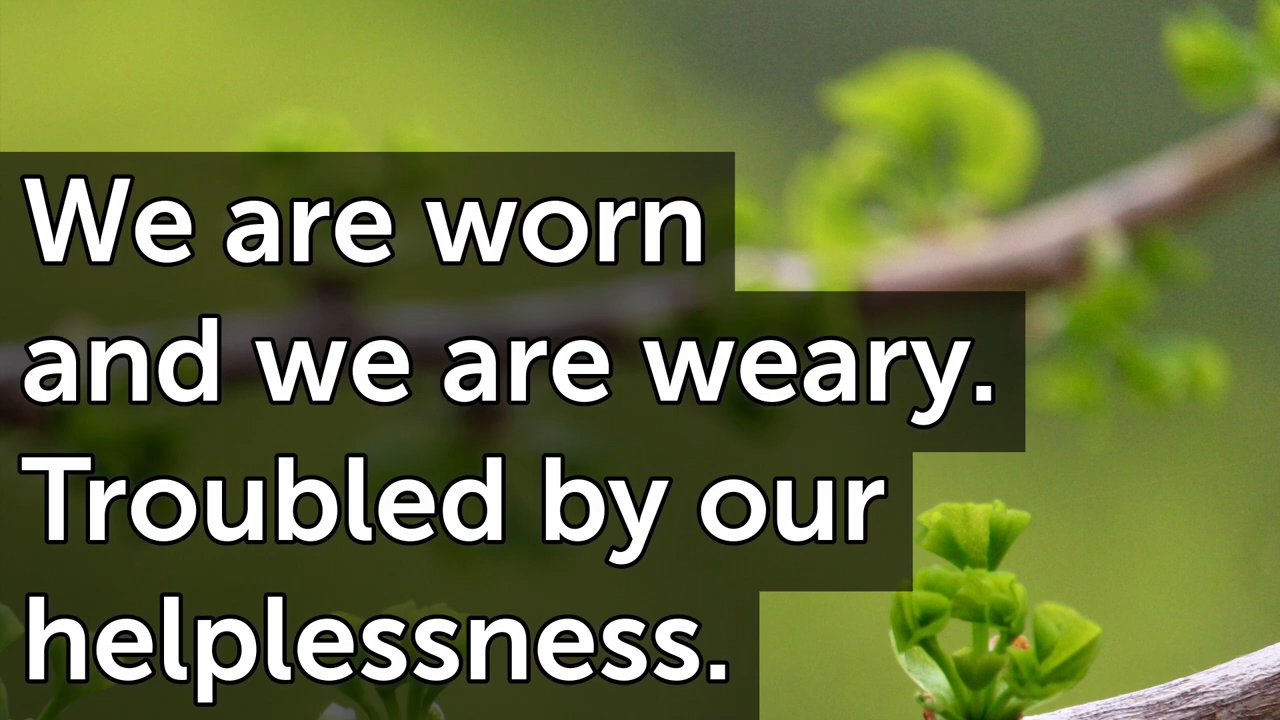 We are worn
and we are weary.
Troubled by our
helplessness.